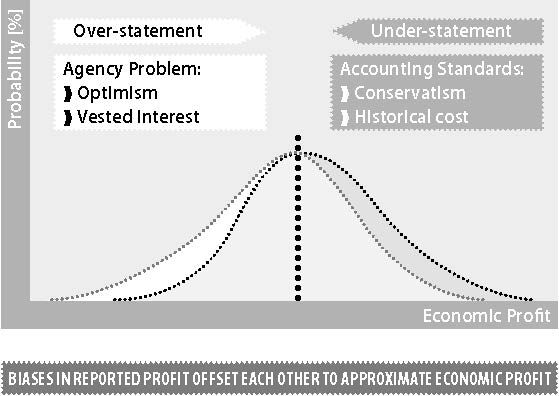 Probability [%]
Over-statement
Under-statement
Agency Problem:
❱ Optimism
❱ Vested Interest
Accounting Standards:
❱ Conservatism
❱ Historical cost
Economic Profit
BIASES IN REPORTED PROFIT OFFSET EACH OTHER TO APPROXIMATE ECONOMIC PROFIT